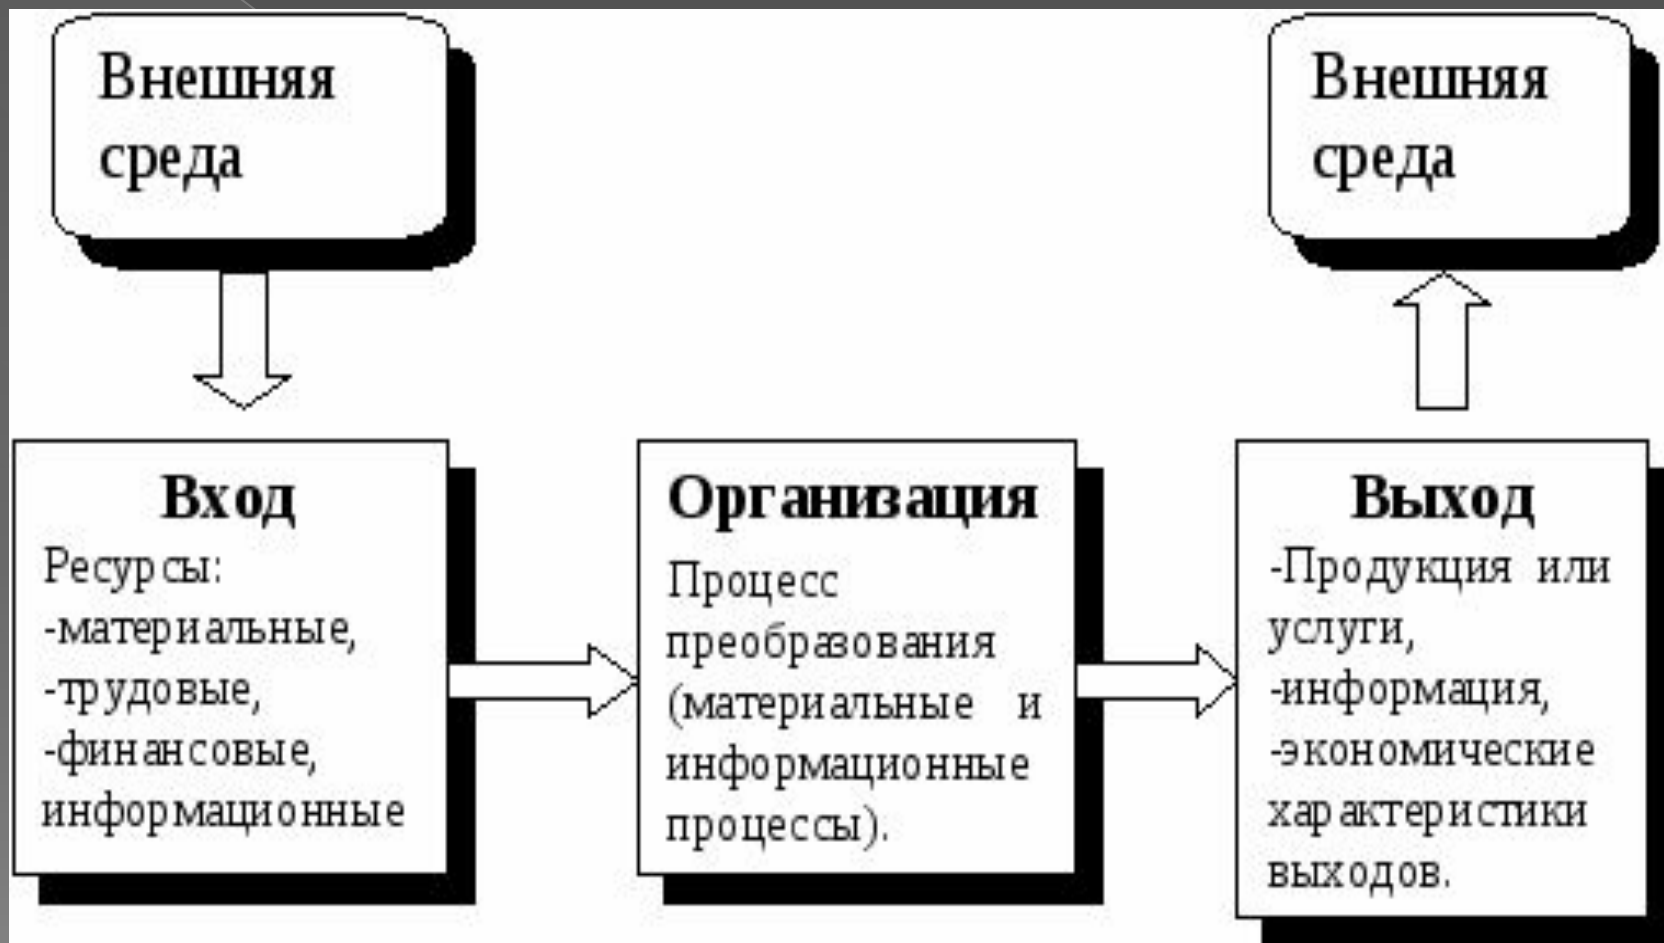 Внешняя
среда
Внешняя
среда
Вход
Ресурсы:
-материальные,
-трудовые,
-финансовые,
информационные
Организация
Процесс
преобразования
(материальные и
информационные
процессы).
Выход
-Продукция или
услуги,
-информация,
-экономические
характеристики
выходов.